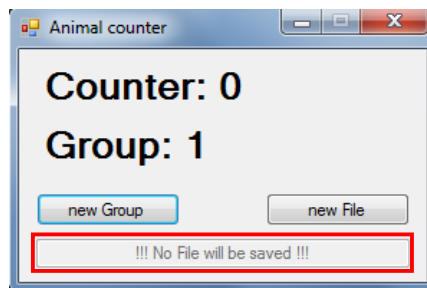 Animal counter
Counter: 0
Group: 1
new Group new File
!!! No File will be saved !!!